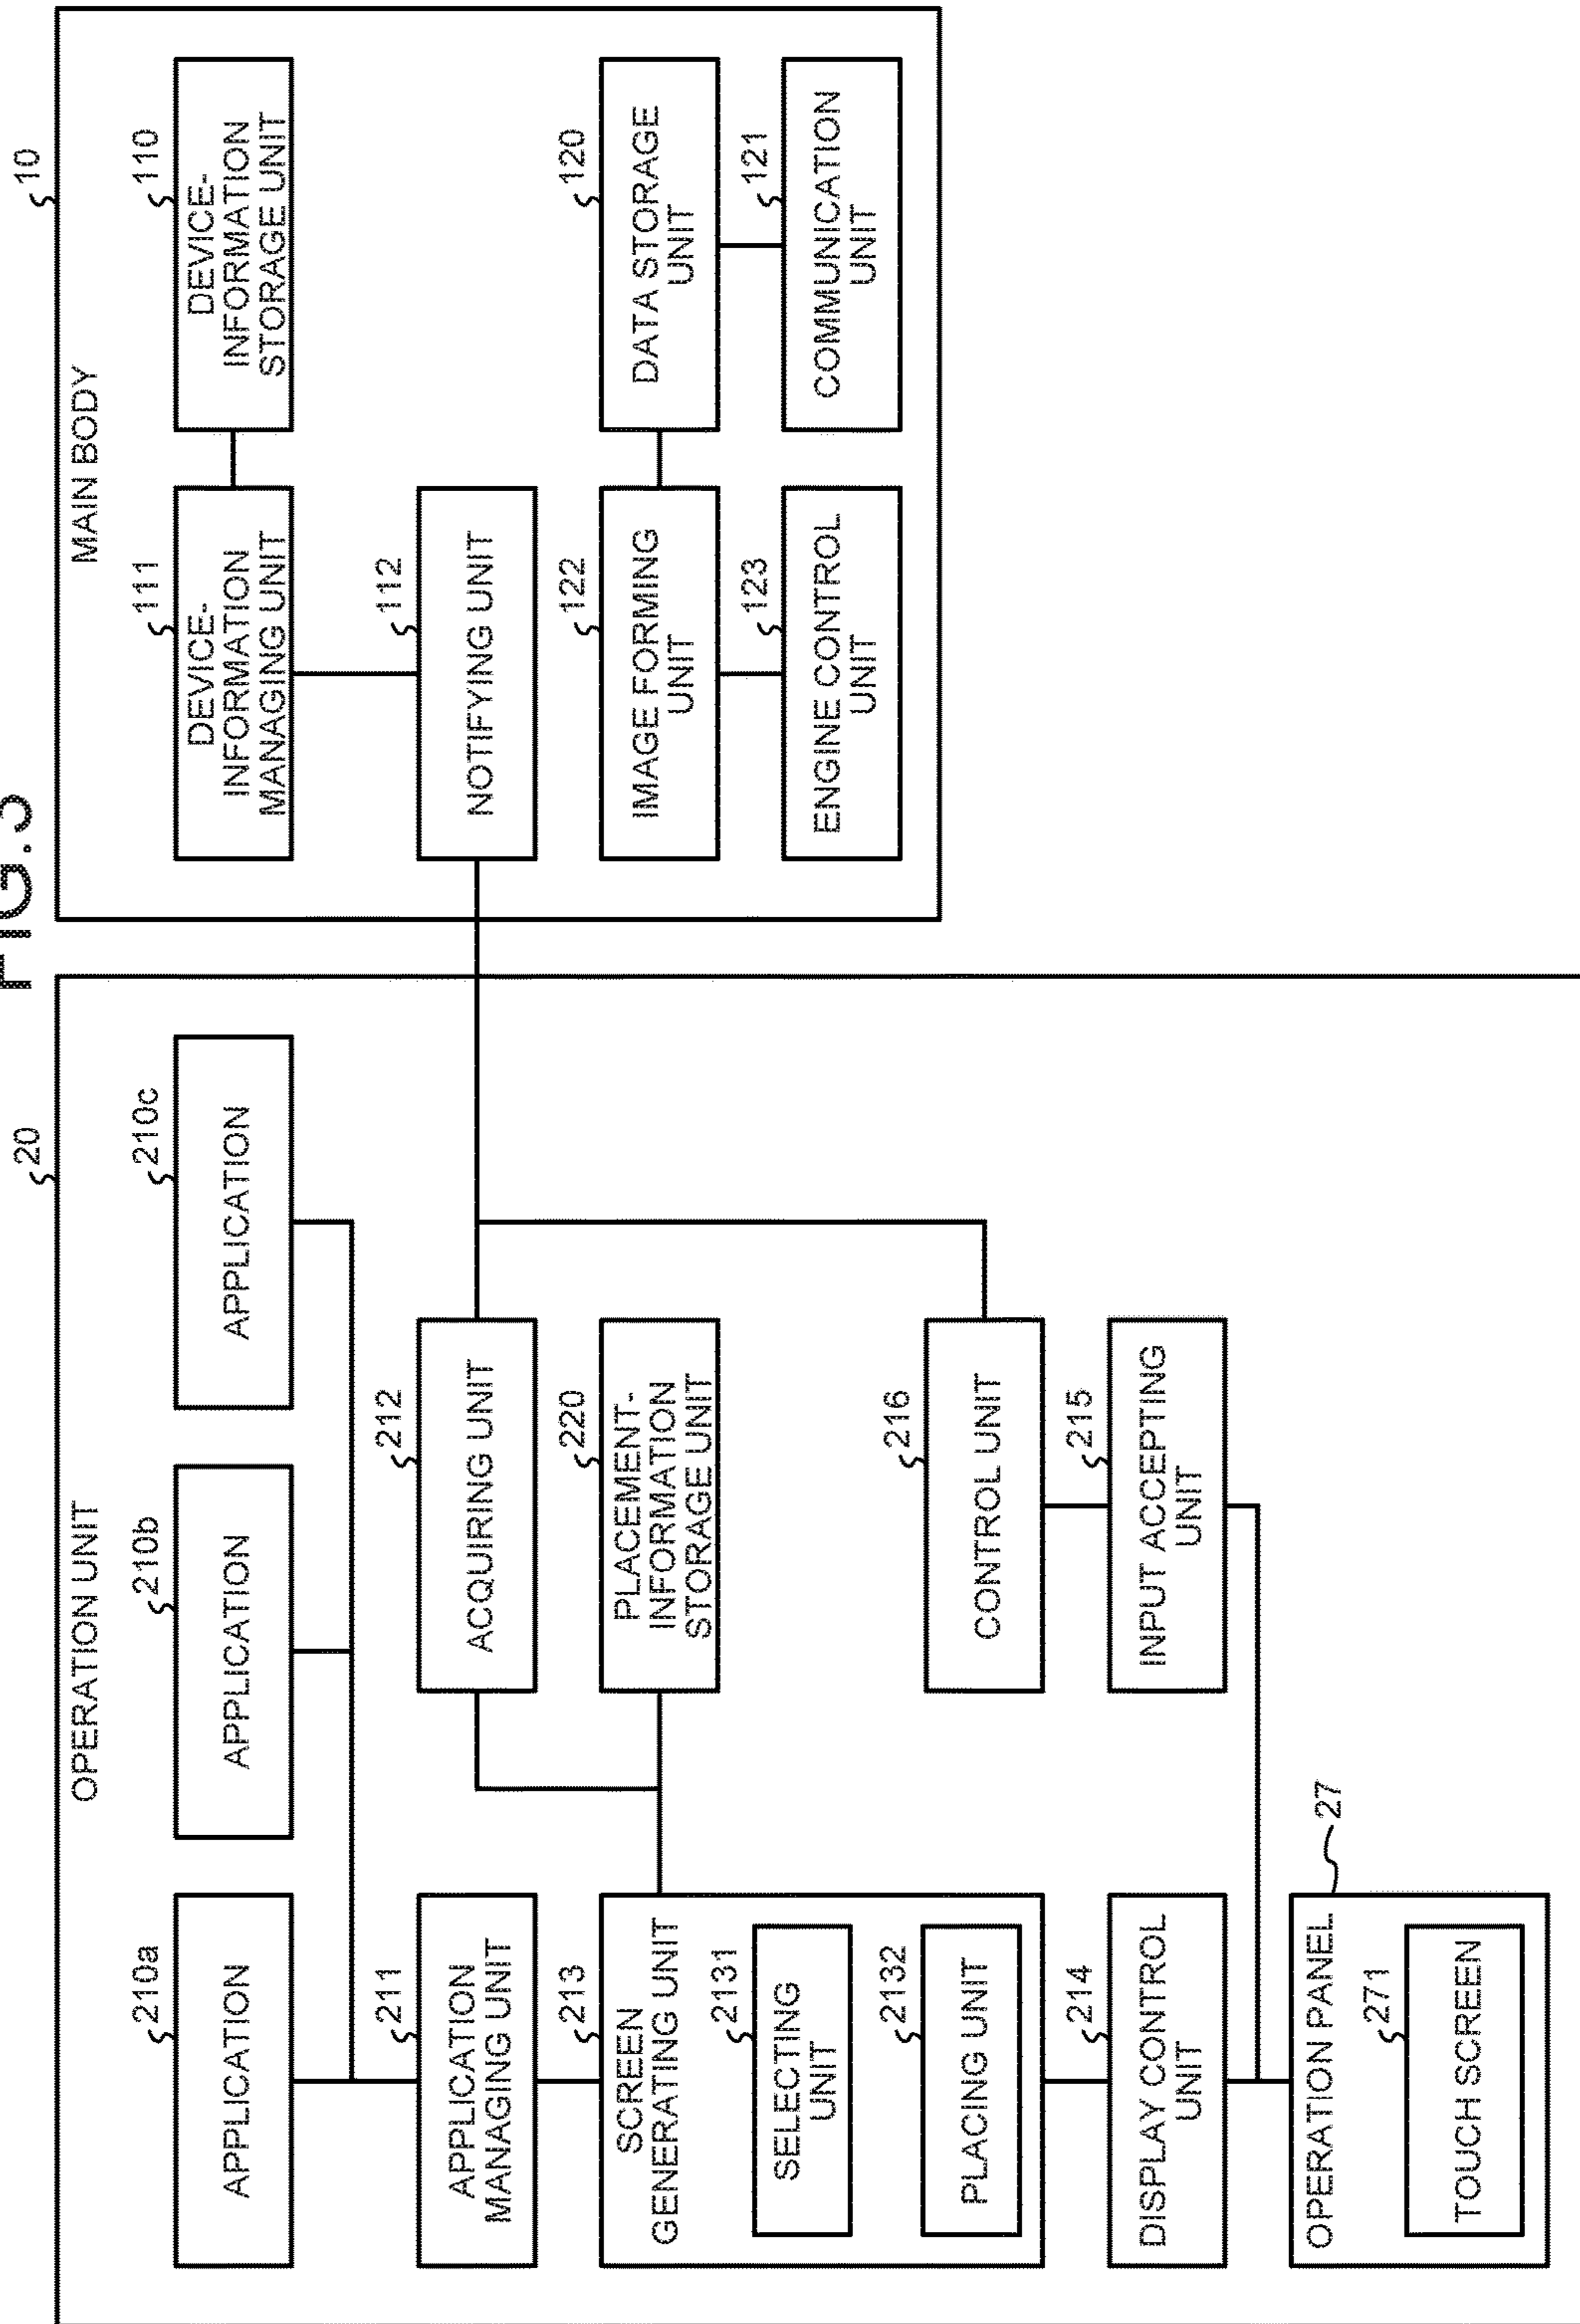 FIG.3
20
OPERATION UNIT
210a
APPLICATION
210b
APPLICATION
210c
APPLICATION
211
APPLICATION
MANAGING UNIT
212
ACQUIRING UNIT
213
SCREEN
GENERATING UNIT
2131
SELECTING
UNIT
2132
PLACING UNIT
220
PLACEMENT-
INFORMATION
STORAGE UNIT
216
CONTROL UNIT
214
DISPLAY CONTROL
UNIT
215
INPUT ACCEPTING
UNIT
27
OPERATION PANEL
271
TOUCH SCREEN
10
MAIN BODY
111
DEVICE-
INFORMATION
MANAGING UNIT
110
DEVICE-
INFORMATION
STORAGE UNIT
112
NOTIFYING UNIT
122
IMAGE FORMING
UNIT
120
DATA STORAGE
UNIT
123
ENGINE CONTROL
UNIT
121
COMMUNICATION
UNIT